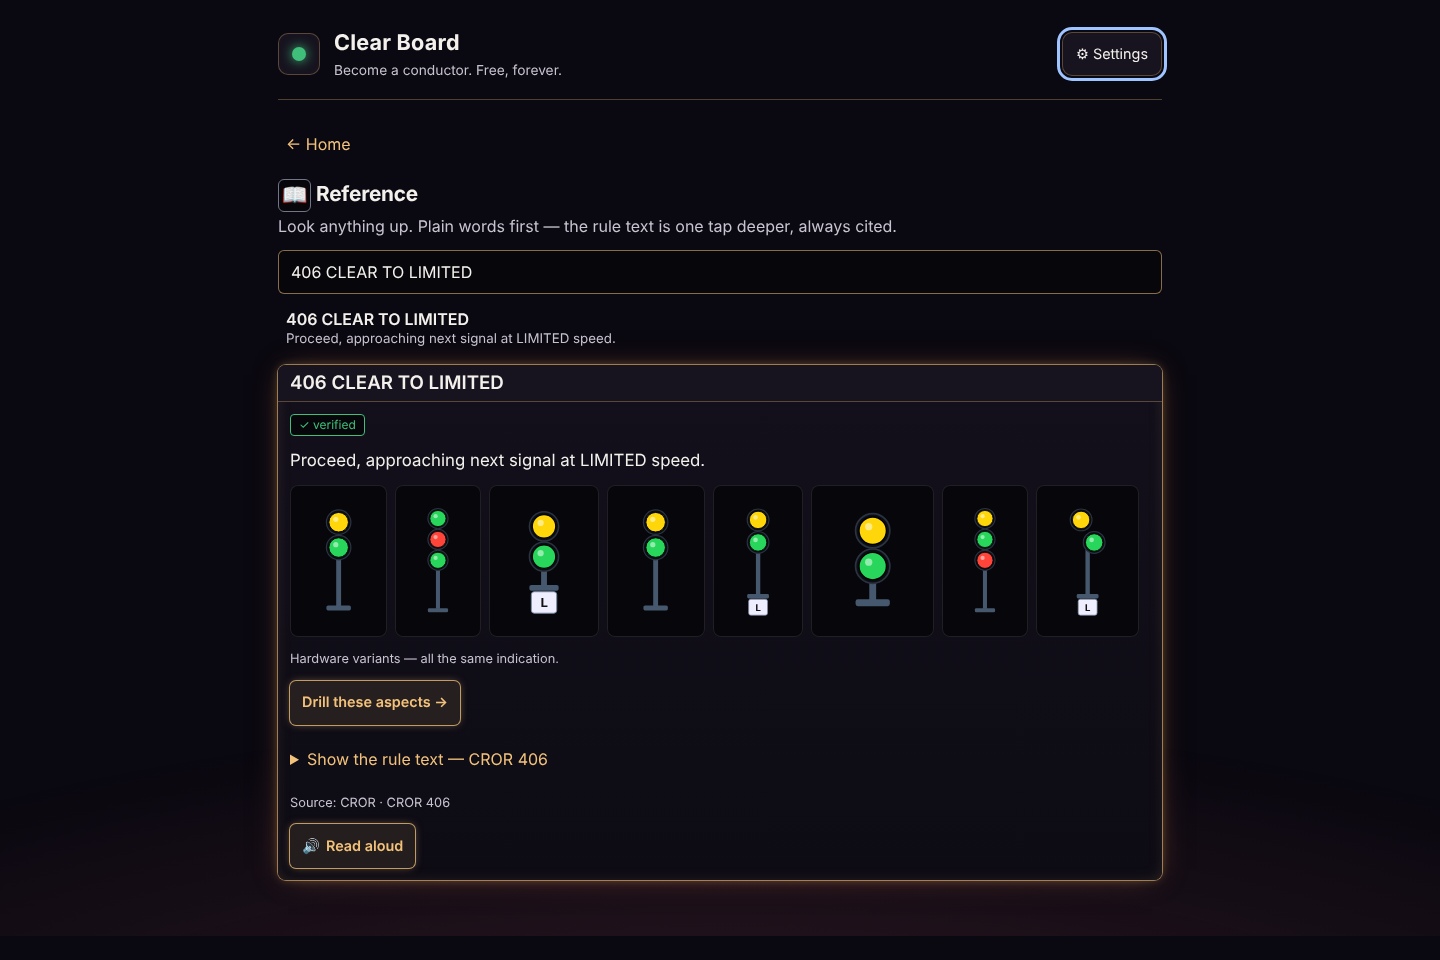 Clear Board
Become a conductor. Free, forever.
⚙ Settings
← Home
📖 Reference
Look anything up. Plain words first — the rule text is one tap deeper, always cited.
406 CLEAR TO LIMITED
406 CLEAR TO LIMITED
Proceed, approaching next signal at LIMITED speed.
406 CLEAR TO LIMITED
✓ verified
Proceed, approaching next signal at LIMITED speed.
L
L
L
Hardware variants — all the same indication.
Drill these aspects →
▶ Show the rule text — CROR 406
Source: CROR · CROR 406
🔊 Read aloud